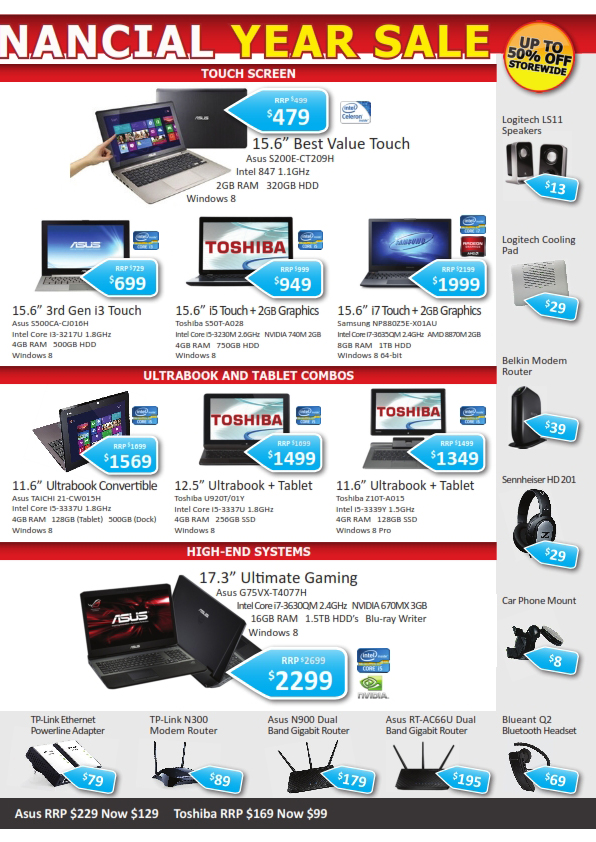 NANCIAL YEAR SALE
UP TO
50% OFF
STOREWIDE
TOUCH SCREEN
RRP $499
$479
15.6” Best Value Touch
Asus S200E-CT209H
Intel 847 1.1GHz
2GB RAM 320GB HDD
Windows 8
ASUS
RRP $729
$699
15.6” 3rd Gen i3 Touch
Asus S500CA-CJ016H
Intel Core i3-3217U 1.8GHz
4GB RAM 500GB HDD
Windows 8
TOSHIBA
RRP $999
$949
15.6” i5 Touch + 2GB Graphics
Toshiba S50T-A028
Intel Core i5-3230M 2.6GHz NVIDIA 740M 2GB
4GB RAM 750GB HDD
Windows 8
SAMSUNG
RRP $2199
$1999
15.6” i7 Touch + 2GB Graphics
Samsung NP880Z5E-X01AU
Intel Core i7-3635QM 2.4GHz AMD 8870M 2GB
8GB RAM 1TB HDD
Windows 8 64-bit
ULTRABOOK AND TABLET COMBOS
RRP $1699
$1569
11.6” Ultrabook Convertible
Asus TAICHI 21-CW015H
Intel Core i5-3337U 1.8GHz
4GB RAM 128GB (Tablet) 500GB (Dock)
Windows 8
TOSHIBA
RRP $1699
$1499
12.5” Ultrabook + Tablet
Toshiba U920T/01Y
Intel Core i5-3337U 1.8GHz
4GB RAM 256GB SSD
Windows 8
TOSHIBA
RRP $1499
$1349
11.6” Ultrabook + Tablet
Toshiba Z10T-A015
Intel Core i5-3339Y 1.5GHz
4GB RAM 128GB SSD
Windows 8 Pro
HIGH-END SYSTEMS
17.3” Ultimate Gaming
Asus G75VX-T4077H
Intel Core i7-3630QM 2.4GHz NVIDIA 670MX 3GB
16GB RAM 1.5TB HDD's Blu-ray Writer
Windows 8
ASUS
RRP $2699
$2299
NVIDIA
Logitech LS11
Speakers
$13
Logitech Cooling
Pad
$29
Belkin Modem
Router
$39
Sennheiser HD 201
$29
Car Phone Mount
$8
TP-Link Ethernet
Powerline Adapter
$79
TP-Link N300
Modem Router
$89
Asus N900 Dual
Band Gigabit Router
$179
Asus RT-AC66U Dual
Band Gigabit Router
$195
Blueant Q2
Bluetooth Headset
$69
Asus RRP $229 Now $129 Toshiba RRP $169 Now $99